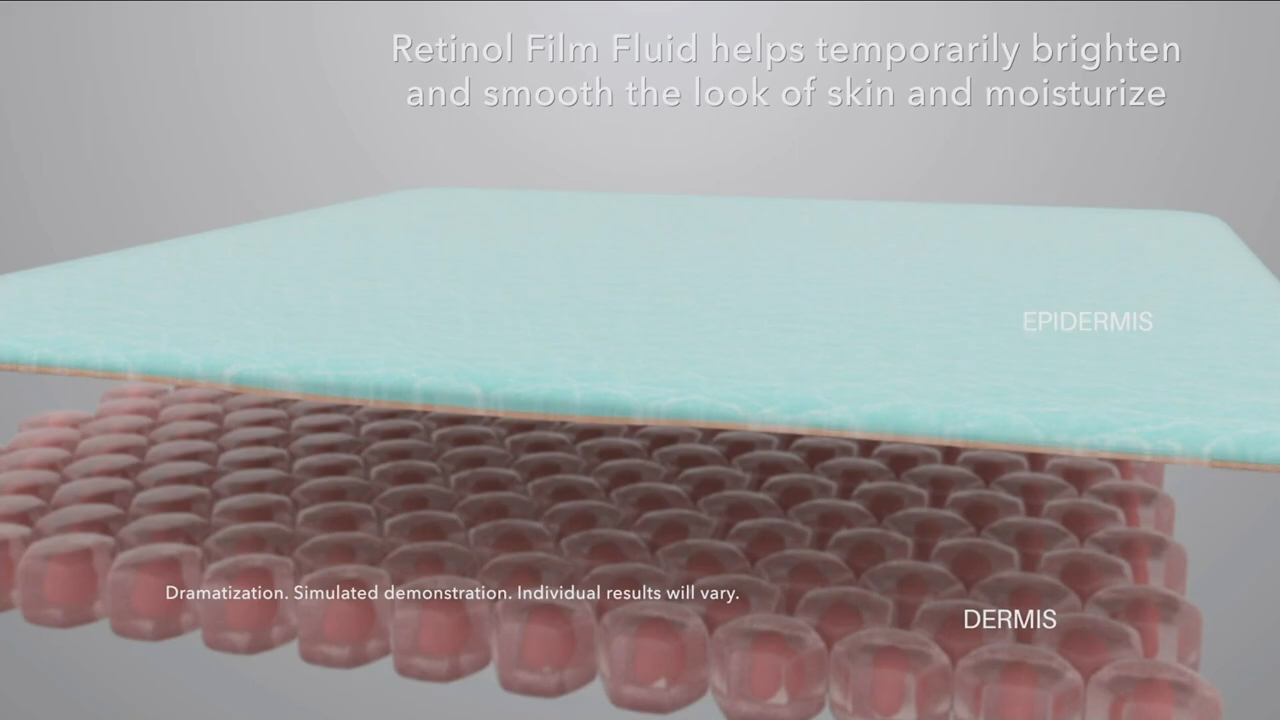 Retinol Film Fluid helps temporarily brighten
and smooth the look of skin and moisturize
EPIDERMIS
Dramatization. Simulated demonstration. Individual results will vary.
DERMIS